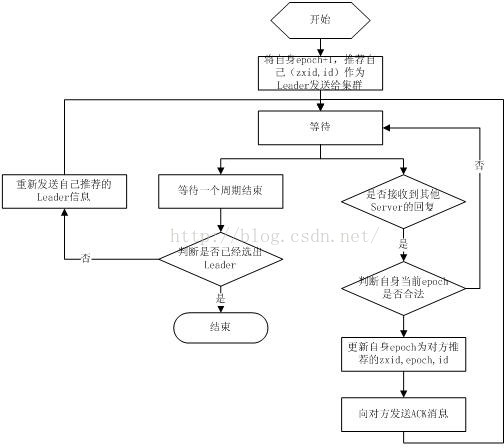 开始
将自身epoch+1，推荐自
己（zxid,id）作为
Leader发送给集群
等待
否
重新发送自己推荐的
Leader信息
等待一个周期结束
是否接收到其他
Server的回复
http://blog.csdn.net/
是
判断是否已经选出
Leader
否
判断自身当前epoch
是否合法
是
结束
更新自身epoch为对方推
荐的zxid,epoch,id
向对方发送ACK消息